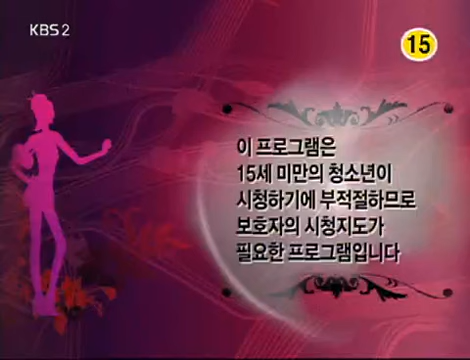 KBS2
15
이 프로그램은
15세 미만의 청소년이
시청하기에 부적절하므로
보호자의 시청지도가
필요한 프로그램입니다